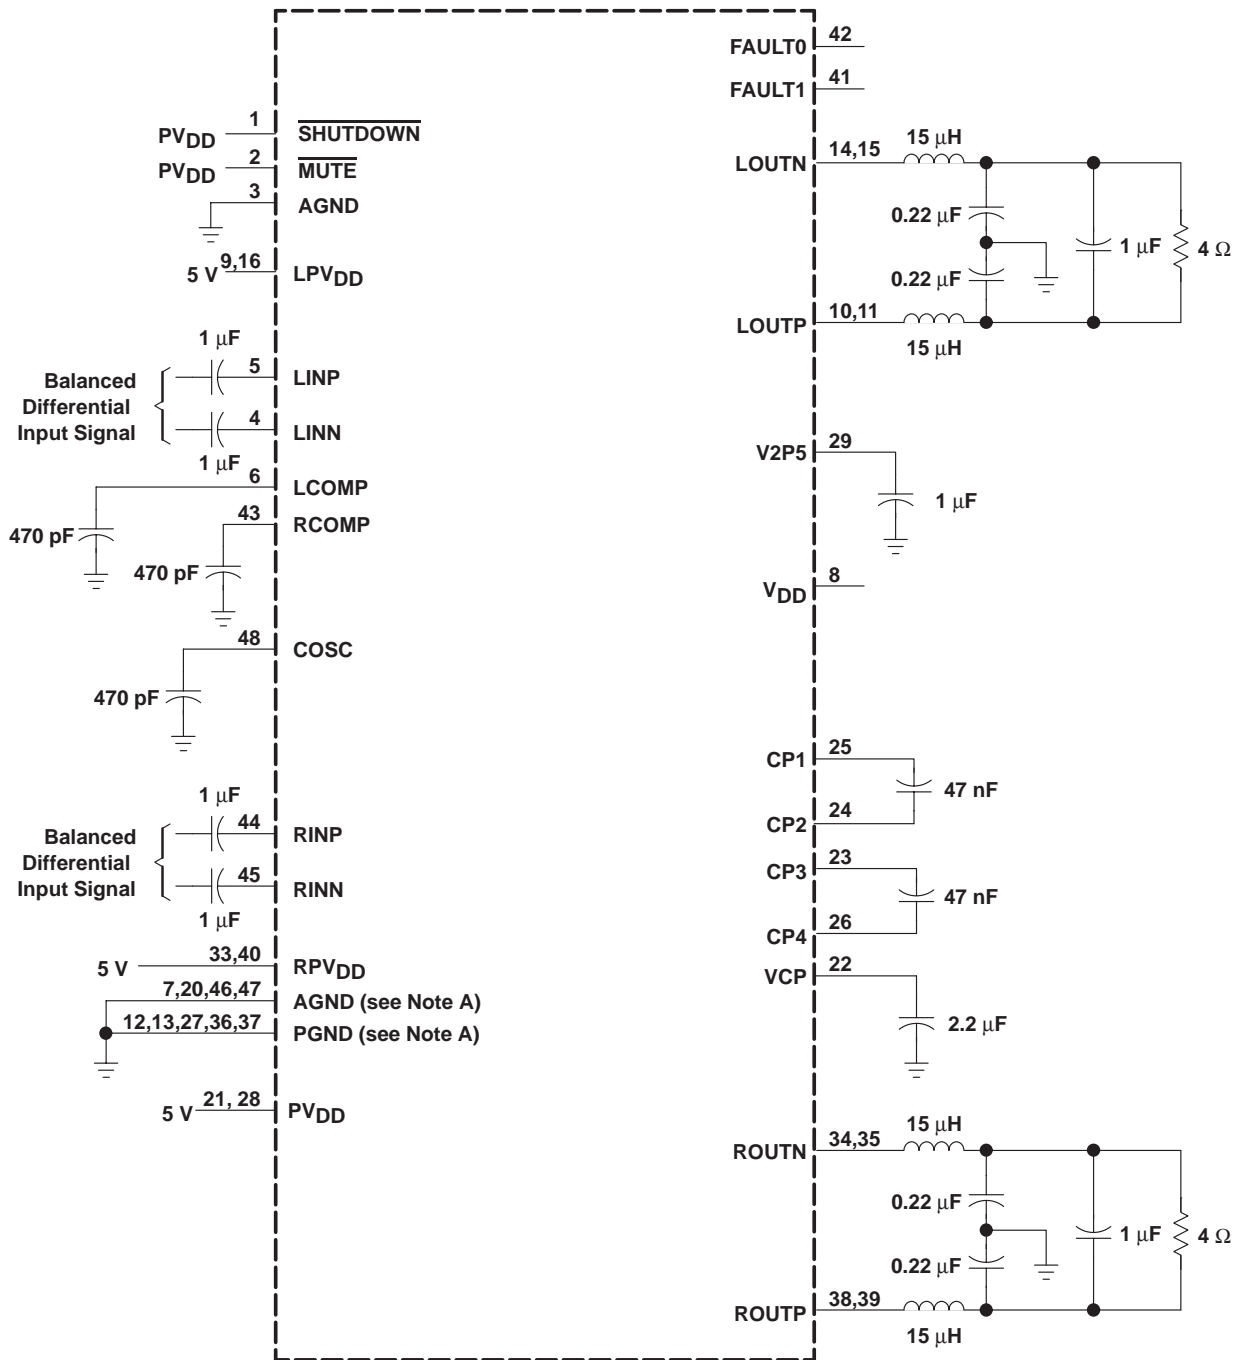 PVDD 1 SHUTDOWN
PVDD 2 MUTE
3 AGND
5 V 9,16 LPVDD
1 μF
5 LINP
Balanced
Differential
Input Signal
4 LINN
1 μF
6 LCOMP
470 pF
43 RCOMP
470 pF
48 COSC
470 pF
1 μF
44 RINP
Balanced
Differential
Input Signal
45 RINN
1 μF
5 V 33,40 RPVDD
7,20,46,47 AGND (see Note A)
12,13,27,36,37 PGND (see Note A)
5 V 21, 28 PVDD
FAULT0 42
FAULT1 41
LOUTN 14,15 15 μH
0.22 μF
0.22 μF
1 μF 4 Ω
LOUTP 10,11
15 μH
V2P5 29
1 μF
VDD 8
CP1 25
47 nF
CP2 24
CP3 23
47 nF
CP4 26
VCP 22
2.2 μF
ROUTN 34,35 15 μH
0.22 μF
0.22 μF
1 μF 4 Ω
ROUTP 38,39
15 μH